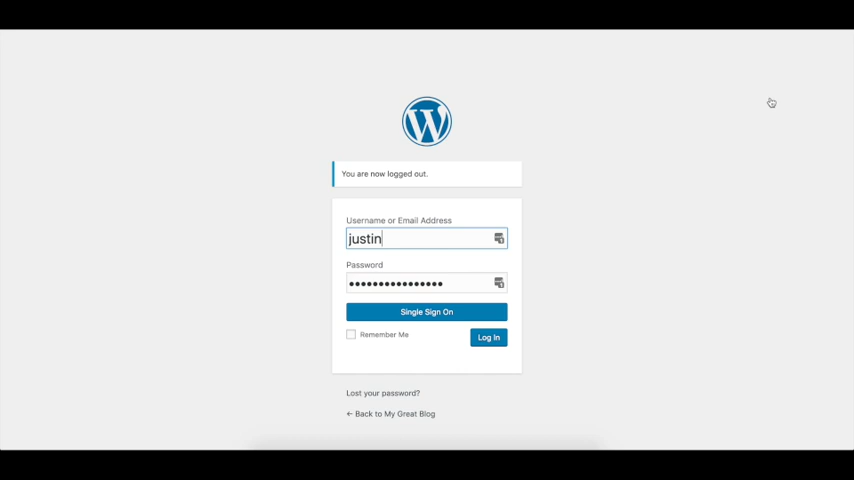 You are now logged out.
Username or Email Address
justin
Password
Single Sign On
Remember Me
Log In
Lost your password?
← Back to My Great Blog